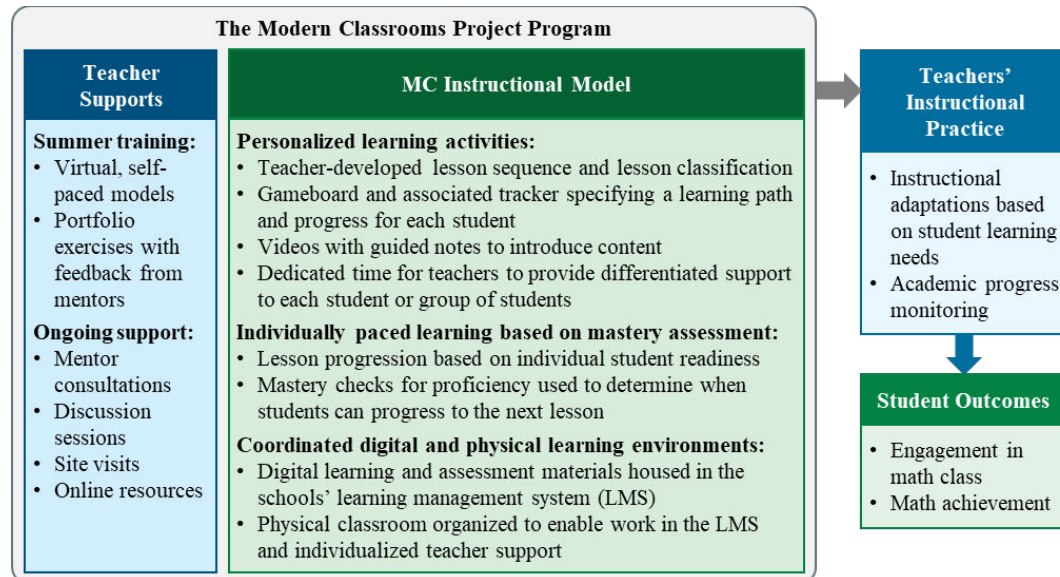 The Modern Classrooms Project Program
Teacher
Supports
Summer training:
• Virtual, self-
paced models
• Portfolio
exercises with
feedback from
mentors
Ongoing support:
• Mentor
consultations
• Discussion
sessions
• Site visits
• Online resources
MC Instructional Model
Personalized learning activities:
• Teacher-developed lesson sequence and lesson classification
• Gameboard and associated tracker specifying a learning path
and progress for each student
• Videos with guided notes to introduce content
• Dedicated time for teachers to provide differentiated support
to each student or group of students
Individually paced learning based on mastery assessment:
• Lesson progression based on individual student readiness
• Mastery checks for proficiency used to determine when
students can progress to the next lesson
Coordinated digital and physical learning environments:
• Digital learning and assessment materials housed in the
schools’ learning management system (LMS)
• Physical classroom organized to enable work in the LMS
and individualized teacher support
Teachers’
Instructional
Practice
• Instructional
adaptations based
on student learning
needs
• Academic progress
monitoring
Student Outcomes
• Engagement in
math class
• Math achievement